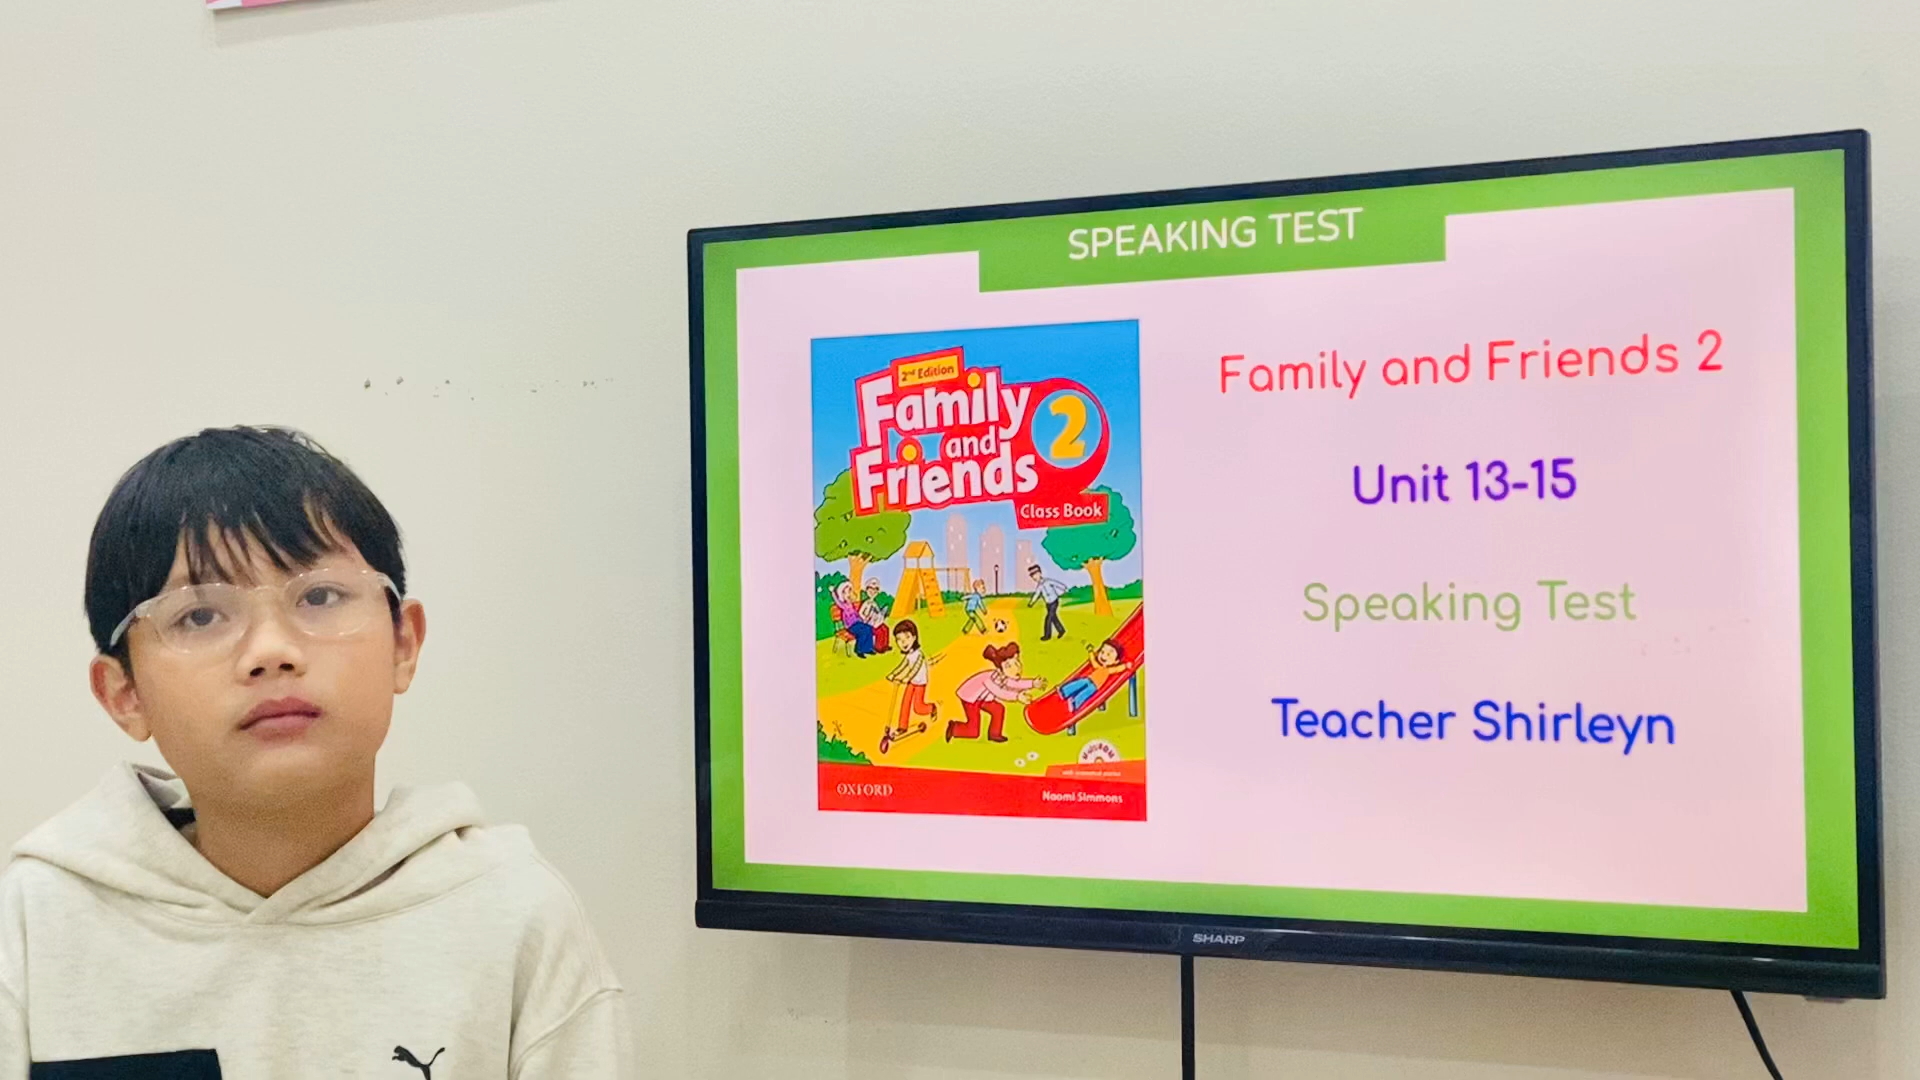 SPEAKING TEST
2nd Edition
Family
and
Friends
2
Class Book
OXFORD
Naomi Simmons
Family and Friends 2
Unit 13-15
Speaking Test
Teacher Shirleyn
SHARP